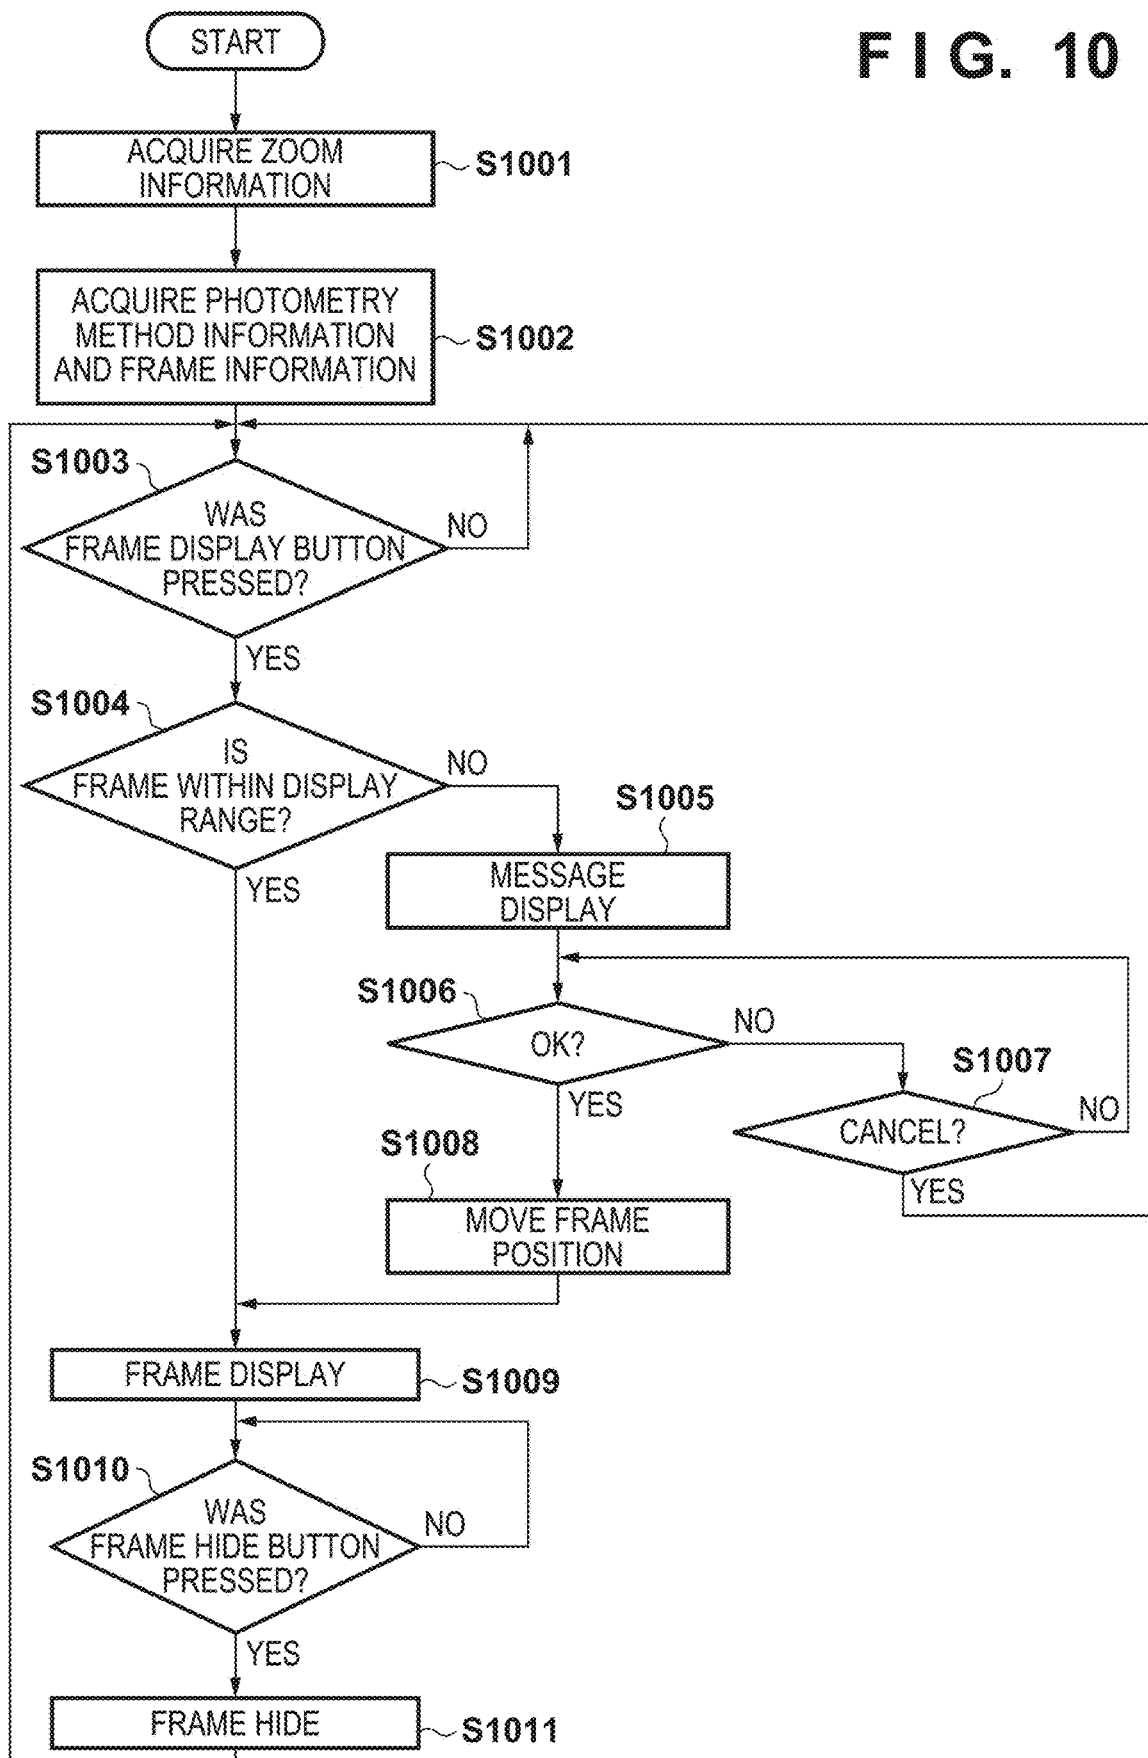 FIG. 10
START
ACQUIRE ZOOM
INFORMATION
S1001
ACQUIRE PHOTOMETRY
METHOD INFORMATION
AND FRAME INFORMATION
S1002
S1003
WAS
FRAME DISPLAY BUTTON
PRESSED?
NO
YES
S1004
IS
FRAME WITHIN DISPLAY
RANGE?
NO
YES
S1005
MESSAGE
DISPLAY
S1006
OK?
NO
YES
S1007
CANCEL?
NO
YES
S1008
MOVE FRAME
POSITION
FRAME DISPLAY
S1009
S1010
WAS
FRAME HIDE BUTTON
PRESSED?
NO
YES
FRAME HIDE
S1011